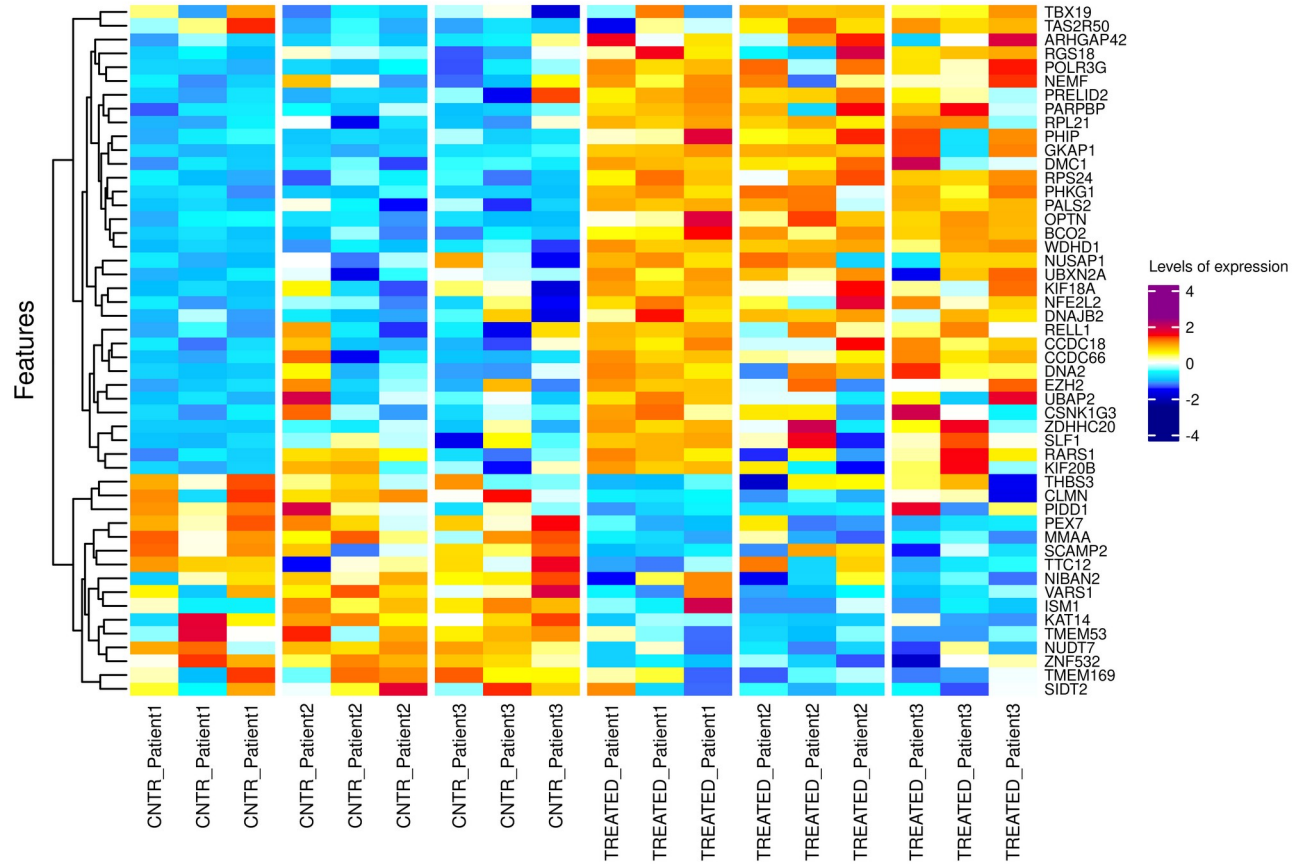 Features
TBX19
TAS2R50
ARHGAP42
RGS18
POLR3G
NEMF
PRELID2
PARPBP
RPL21
PHIP
GKAP1
DMC1
RPS24
PHKG1
PALS2
OPTN
BCO2
WDHD1
NUSAP1
UBXN2A
KIF18A
NFE2L2
DNAJB2
RELL1
CCDC18
CCDC66
DNA2
EZH2
UBAP2
CSNK1G3
ZDHHC20
SLF1
RARS1
KIF20B
THBS3
CLMN
PIDD1
PEX7
MMAA
SCAMP2
TTC12
NIBAN2
VARS1
ISM1
KAT14
TMEM53
NUDT7
ZNF532
TMEM169
SIDT2
Levels of expression
4
2
0
-2
-4
CNTR_Patient1
CNTR_Patient1
CNTR_Patient1
CNTR_Patient2
CNTR_Patient2
CNTR_Patient2
CNTR_Patient3
CNTR_Patient3
CNTR_Patient3
TREATED_Patient1
TREATED_Patient1
TREATED_Patient1
TREATED_Patient2
TREATED_Patient2
TREATED_Patient2
TREATED_Patient3
TREATED_Patient3
TREATED_Patient3